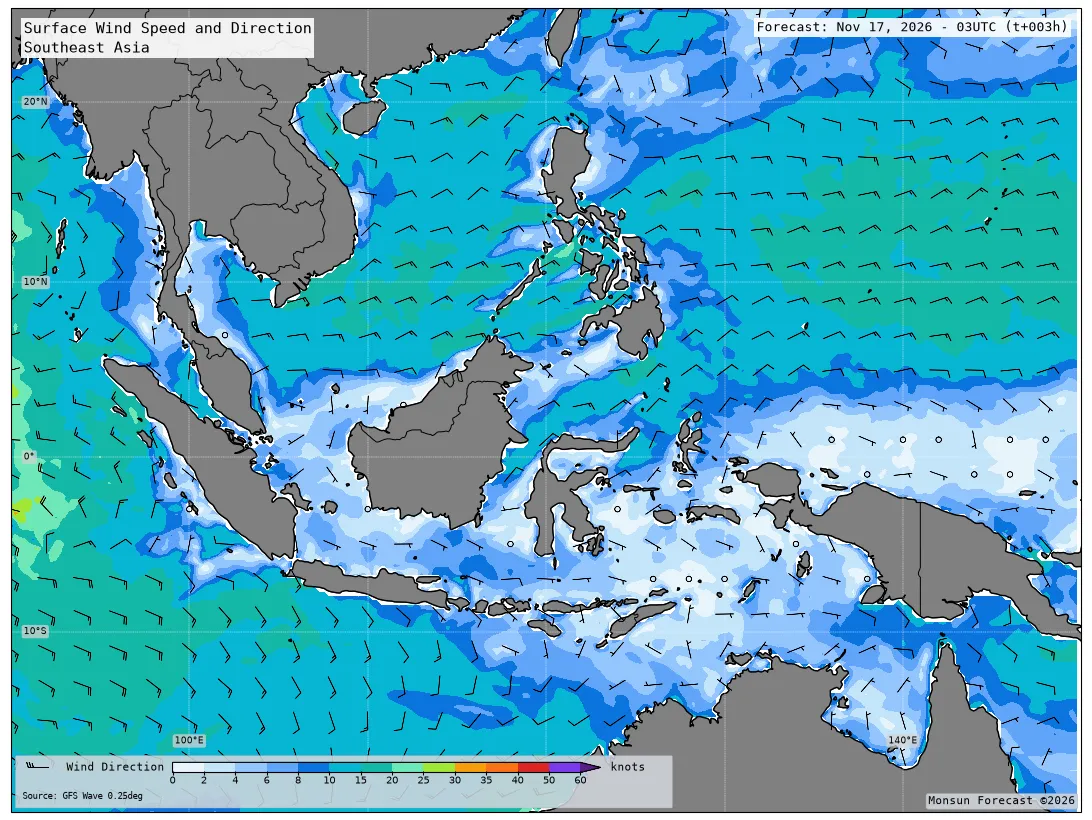 Surface Wind Speed and Direction
Southeast Asia
Forecast: Nov 17, 2026 - 03UTC (t+003h)
20°N
10°N
0°
10°S
100°E
140°E
Wind Direction
0 2 4 6 8 10 15 20 25 30 35 40 50 60
knots
Source: GFS Wave 0.25deg
Monsun Forecast ©2026